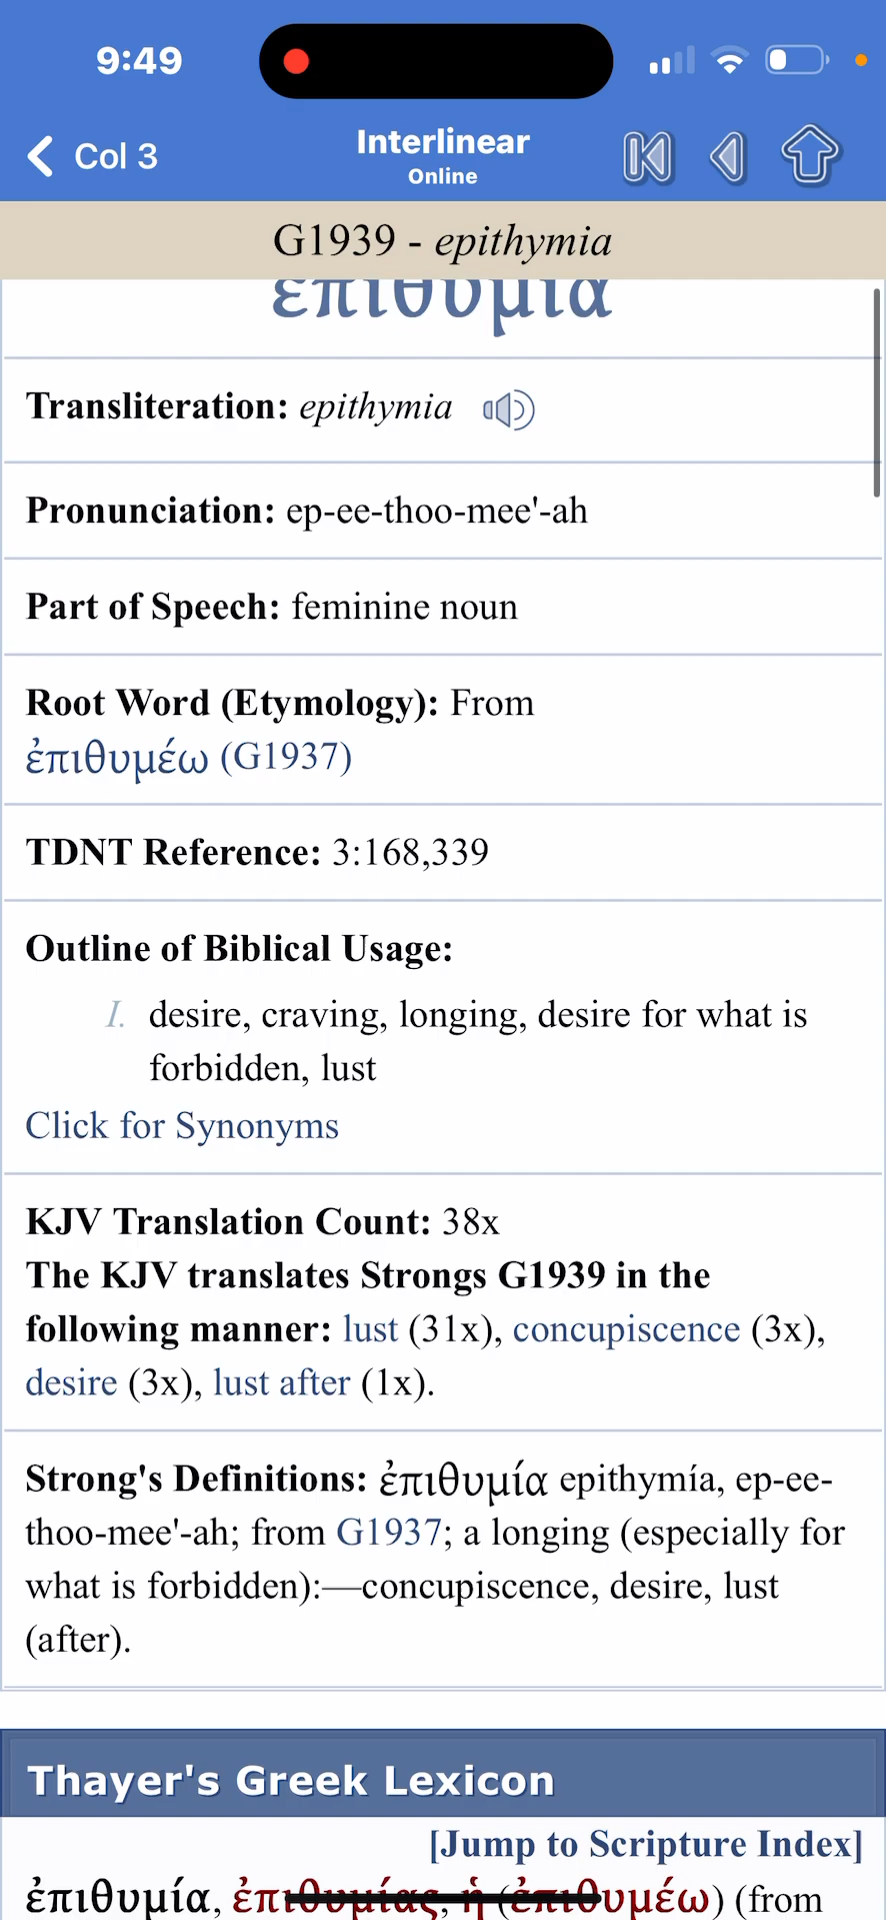 9:49
Col 3
Interlinear
Online
G1939 - epithymia
ἐπιθυμία
Transliteration: epithymia
Pronunciation: ep-ee-thoo-mee'-ah
Part of Speech: feminine noun
Root Word (Etymology): From
ἐπιθυμέω (G1937)
TDNT Reference: 3:168,339
Outline of Biblical Usage:
I. desire, craving, longing, desire for what is
forbidden, lust
Click for Synonyms
KJV Translation Count: 38x
The KJV translates Strongs G1939 in the
following manner: lust (31x), concupiscence (3x),
desire (3x), lust after (1x).
Strong's Definitions: ἐπιθυμία epithymía, ep-ee-
thoo-mee'-ah; from G1937; a longing (especially for
what is forbidden):—concupiscence, desire, lust
(after).
Thayer's Greek Lexicon
[Jump to Scripture Index]
ἐπιθυμία, ἐπιθυμίας, ἡ (ἐπιθυμέω) (from